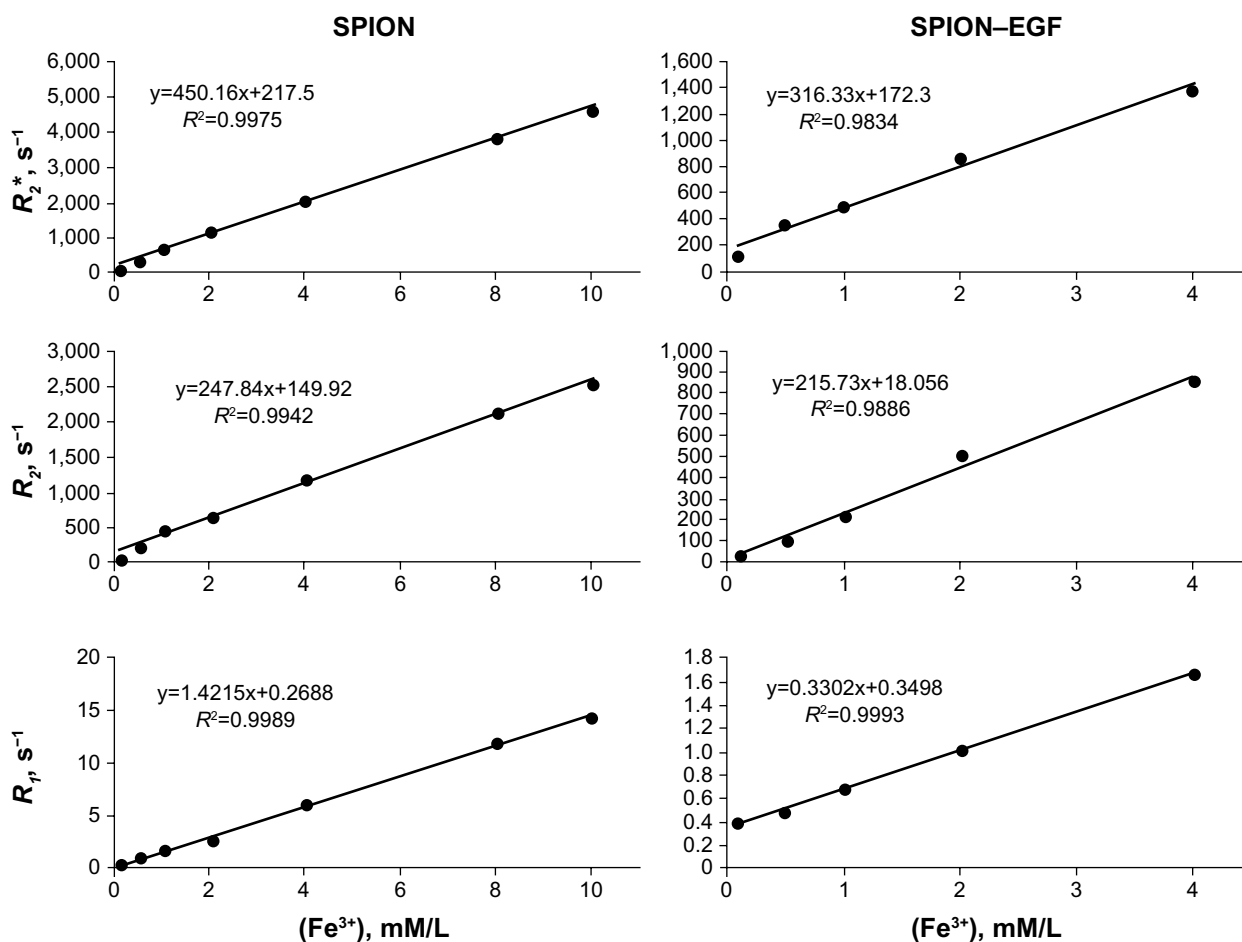 SPION
SPION–EGF
R₂*, s⁻¹
6,000
5,000
4,000
3,000
2,000
1,000
0
y=450.16x+217.5
R²=0.9975
0 2 4 6 8 10
1,600
1,400
1,200
1,000
800
600
400
200
0
y=316.33x+172.3
R²=0.9834
0 1 2 3 4
R₂, s⁻¹
3,000
2,500
2,000
1,500
1,000
500
0
y=247.84x+149.92
R²=0.9942
0 2 4 6 8 10
1,000
900
800
700
600
500
400
300
200
100
0
y=215.73x+18.056
R²=0.9886
0 1 2 3 4
R₁, s⁻¹
20
15
10
5
0
y=1.4215x+0.2688
R²=0.9989
0 2 4 6 8 10
(Fe³⁺), mM/L
1.8
1.6
1.4
1.2
1.0
0.8
0.6
0.4
0.2
0
y=0.3302x+0.3498
R²=0.9993
0 1 2 3 4
(Fe³⁺), mM/L